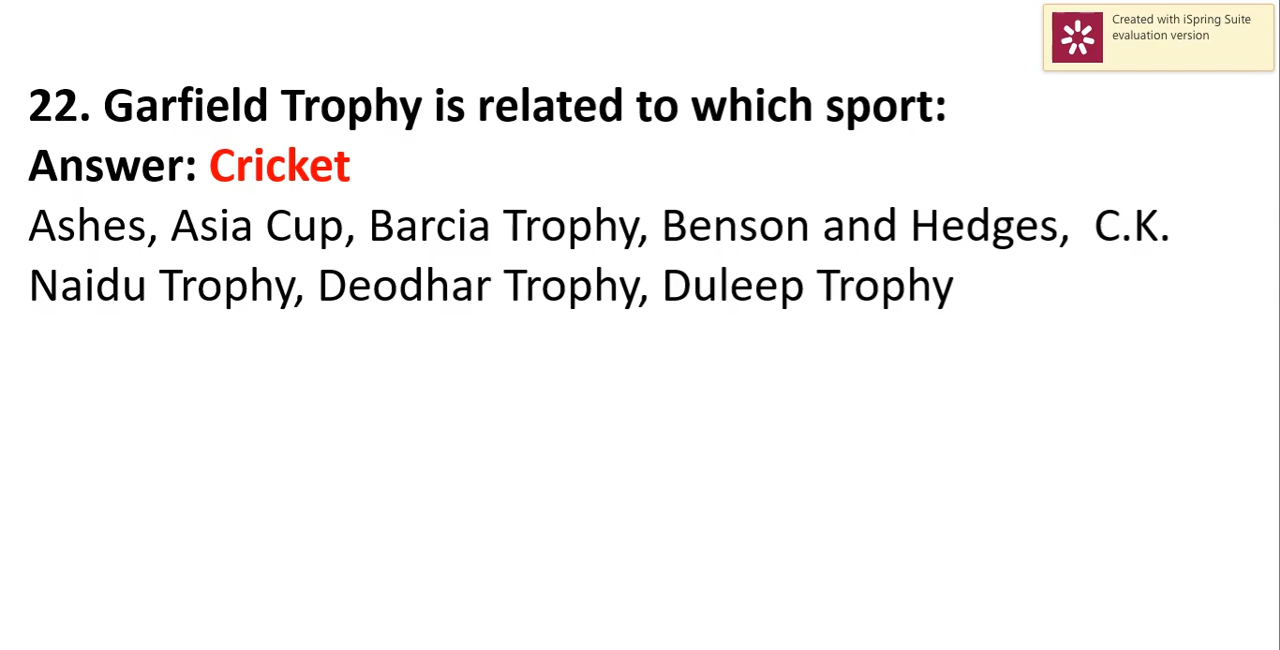 Created with iSpring Suite
evaluation version
22. Garfield Trophy is related to which sport:
Answer: Cricket
Ashes, Asia Cup, Barcia Trophy, Benson and Hedges,  C.K.
Naidu Trophy, Deodhar Trophy, Duleep Trophy